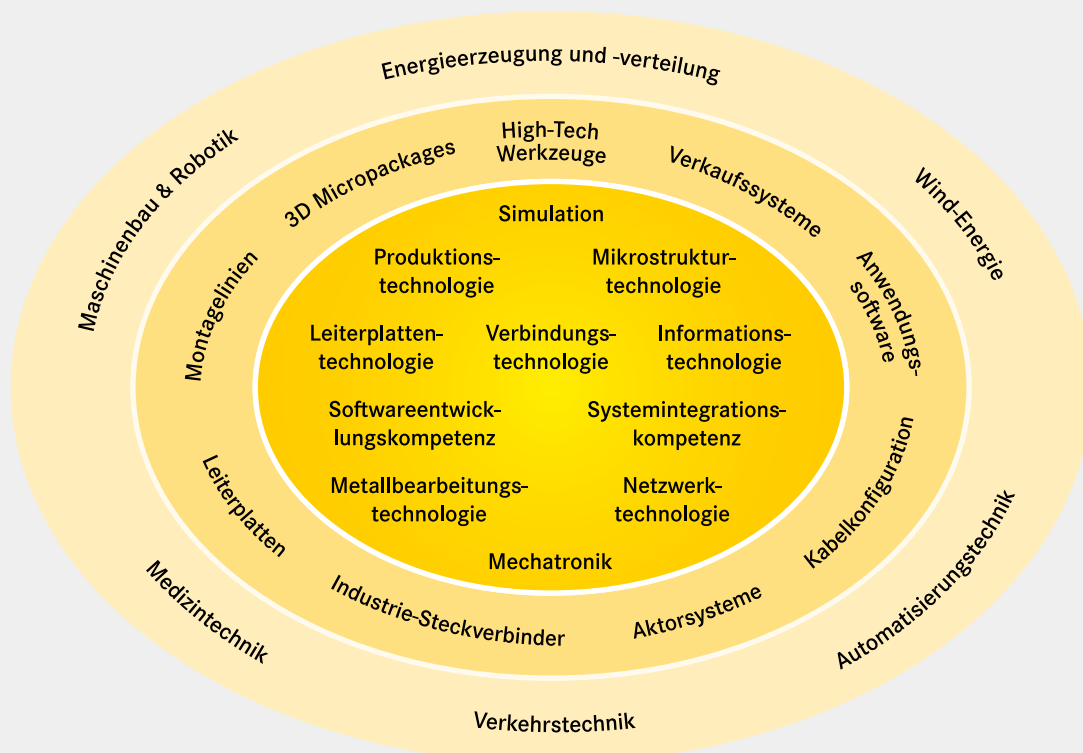 Energieerzeugung und -verteilung
Maschinenbau & Robotik
Wind-Energie
Medizintechnik
Automatisierungstechnik
Verkehrstechnik
High-Tech
Werkzeuge
3D Micropackages
Verkaufssysteme
Montagelinien
Anwendungs-
software
Leiterplatten
Kabelkonfiguration
Industrie-Steckverbinder
Aktorsysteme
Simulation
Produktions-
technologie
Mikrostruktur-
technologie
Leiterplatten-
technologie
Verbindungs-
technologie
Informations-
technologie
Softwareentwick-
lungskompetenz
Systemintegrations-
kompetenz
Metallbearbeitungs-
technologie
Netzwerk-
technologie
Mechatronik